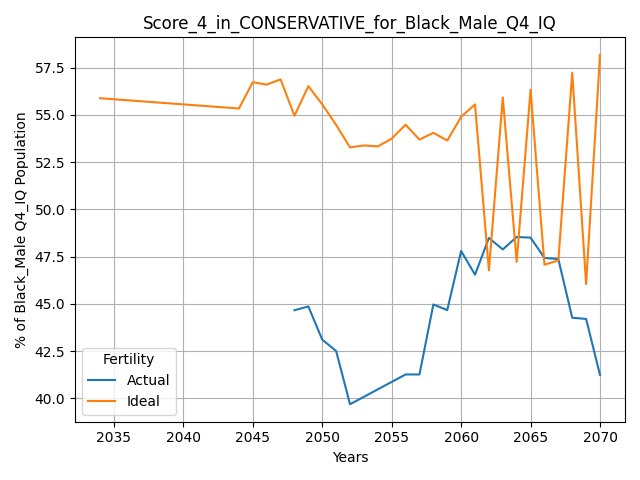 Score_4_in_CONSERVATIVE_for_Black_Male_Q4_IQ
% of Black_Male Q4_IQ Population
57.5
55.0
52.5
50.0
47.5
45.0
42.5
40.0
Fertility
Actual
Ideal
2035 2040 2045 2050 2055 2060 2065 2070
Years